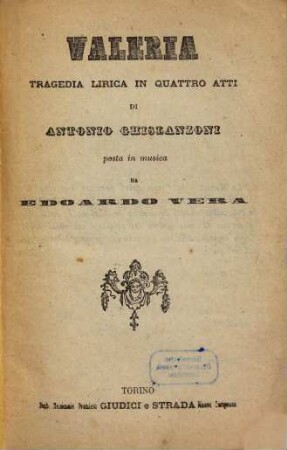 VALERIA
TRAGEDIA LIRICA IN QUATTRO ATTI
DI
ANTONIO GHISLANZONI
posta in musica
DA
EDOARDO VERA
TORINO
GIUDICI e STRADA